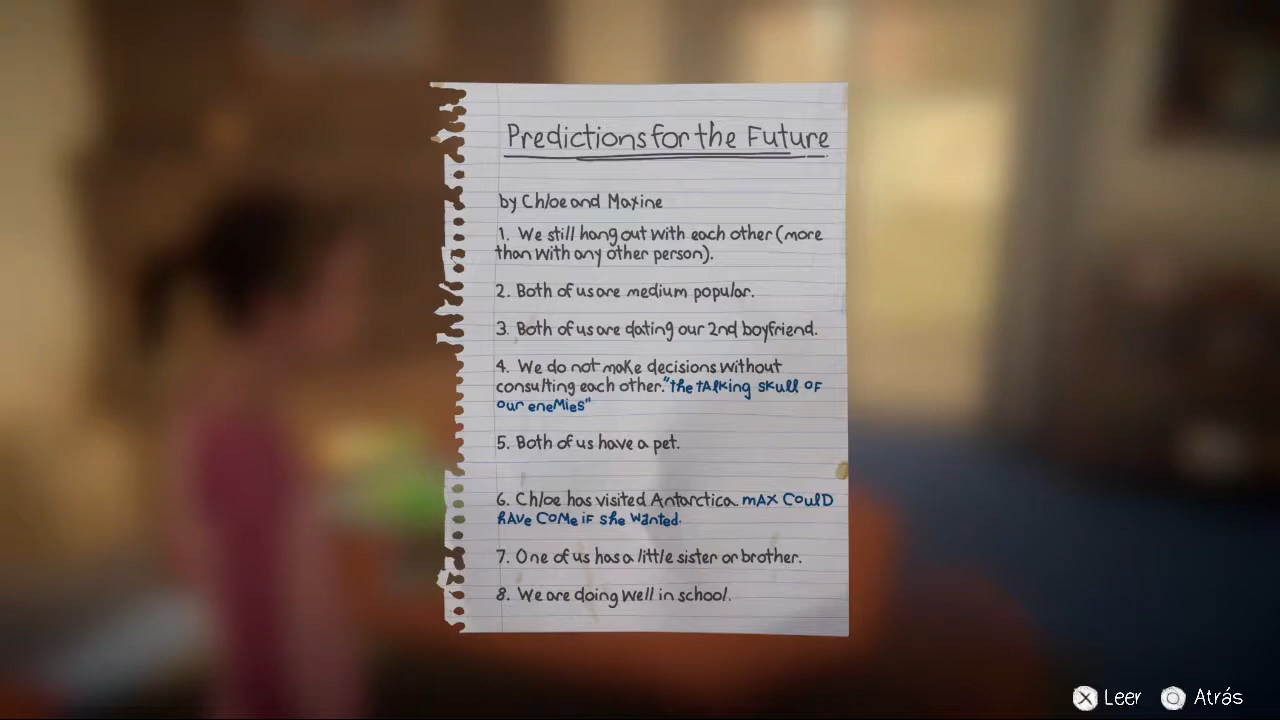 Predictions for the Future
by Chloe and Maxine
1. We still hang out with each other (more
than with any other person).
2. Both of us are medium popular.
3. Both of us are dating our 2nd boyfriend.
4. We do not make decisions without
consulting each other. "the tAlking skull oF
our eneMies"
5. Both of us have a pet.
6. Chloe has visited Antarctica. mAX COulD
hAve COMe iF she wanted.
7. One of us has a little sister or brother.
8. We are doing well in school.
Leer Atrás